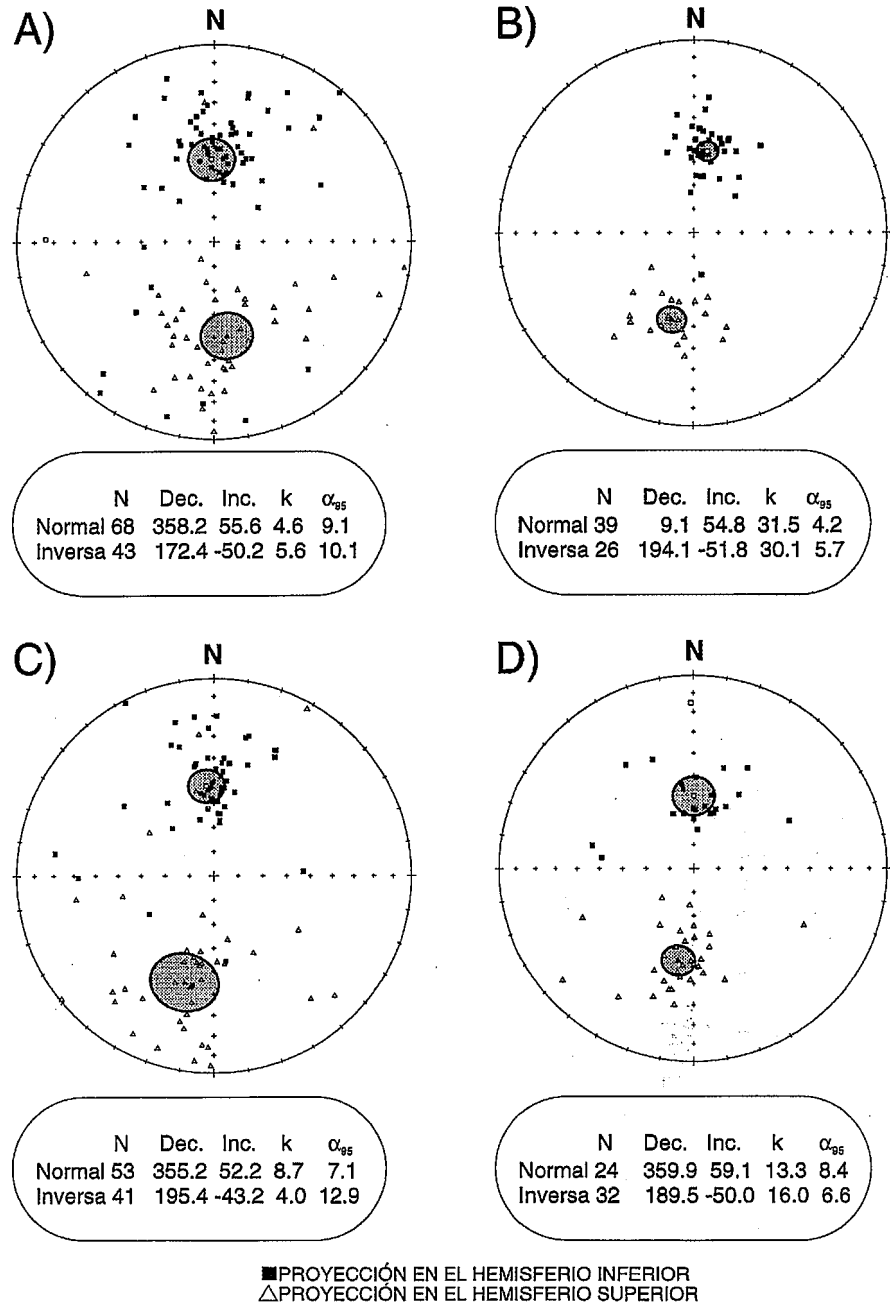 A)
N
N Dec. Inc. k α95
Normal 68 358.2 55.6 4.6 9.1
Inversa 43 172.4 -50.2 5.6 10.1
B)
N
N Dec. Inc. k α95
Normal 39 9.1 54.8 31.5 4.2
Inversa 26 194.1 -51.8 30.1 5.7
C)
N
N Dec. Inc. k α95
Normal 53 355.2 52.2 8.7 7.1
Inversa 41 195.4 -43.2 4.0 12.9
D)
N
N Dec. Inc. k α95
Normal 24 359.9 59.1 13.3 8.4
Inversa 32 189.5 -50.0 16.0 6.6
■PROYECCIÓN EN EL HEMISFERIO INFERIOR
△PROYECCIÓN EN EL HEMISFERIO SUPERIOR